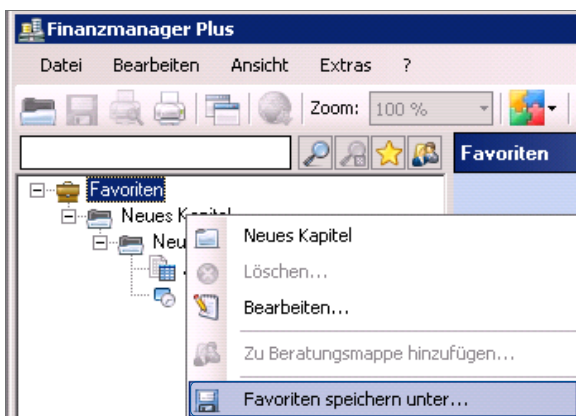 Finanzmanager Plus
Datei Bearbeiten Ansicht Extras ?
Zoom: 100 %
Favoriten
Favoriten
Neues Kapitel
Neu
Neues Kapitel
Löschen...
Bearbeiten...
Zu Beratungsmappe hinzufügen...
Favoriten speichern unter...